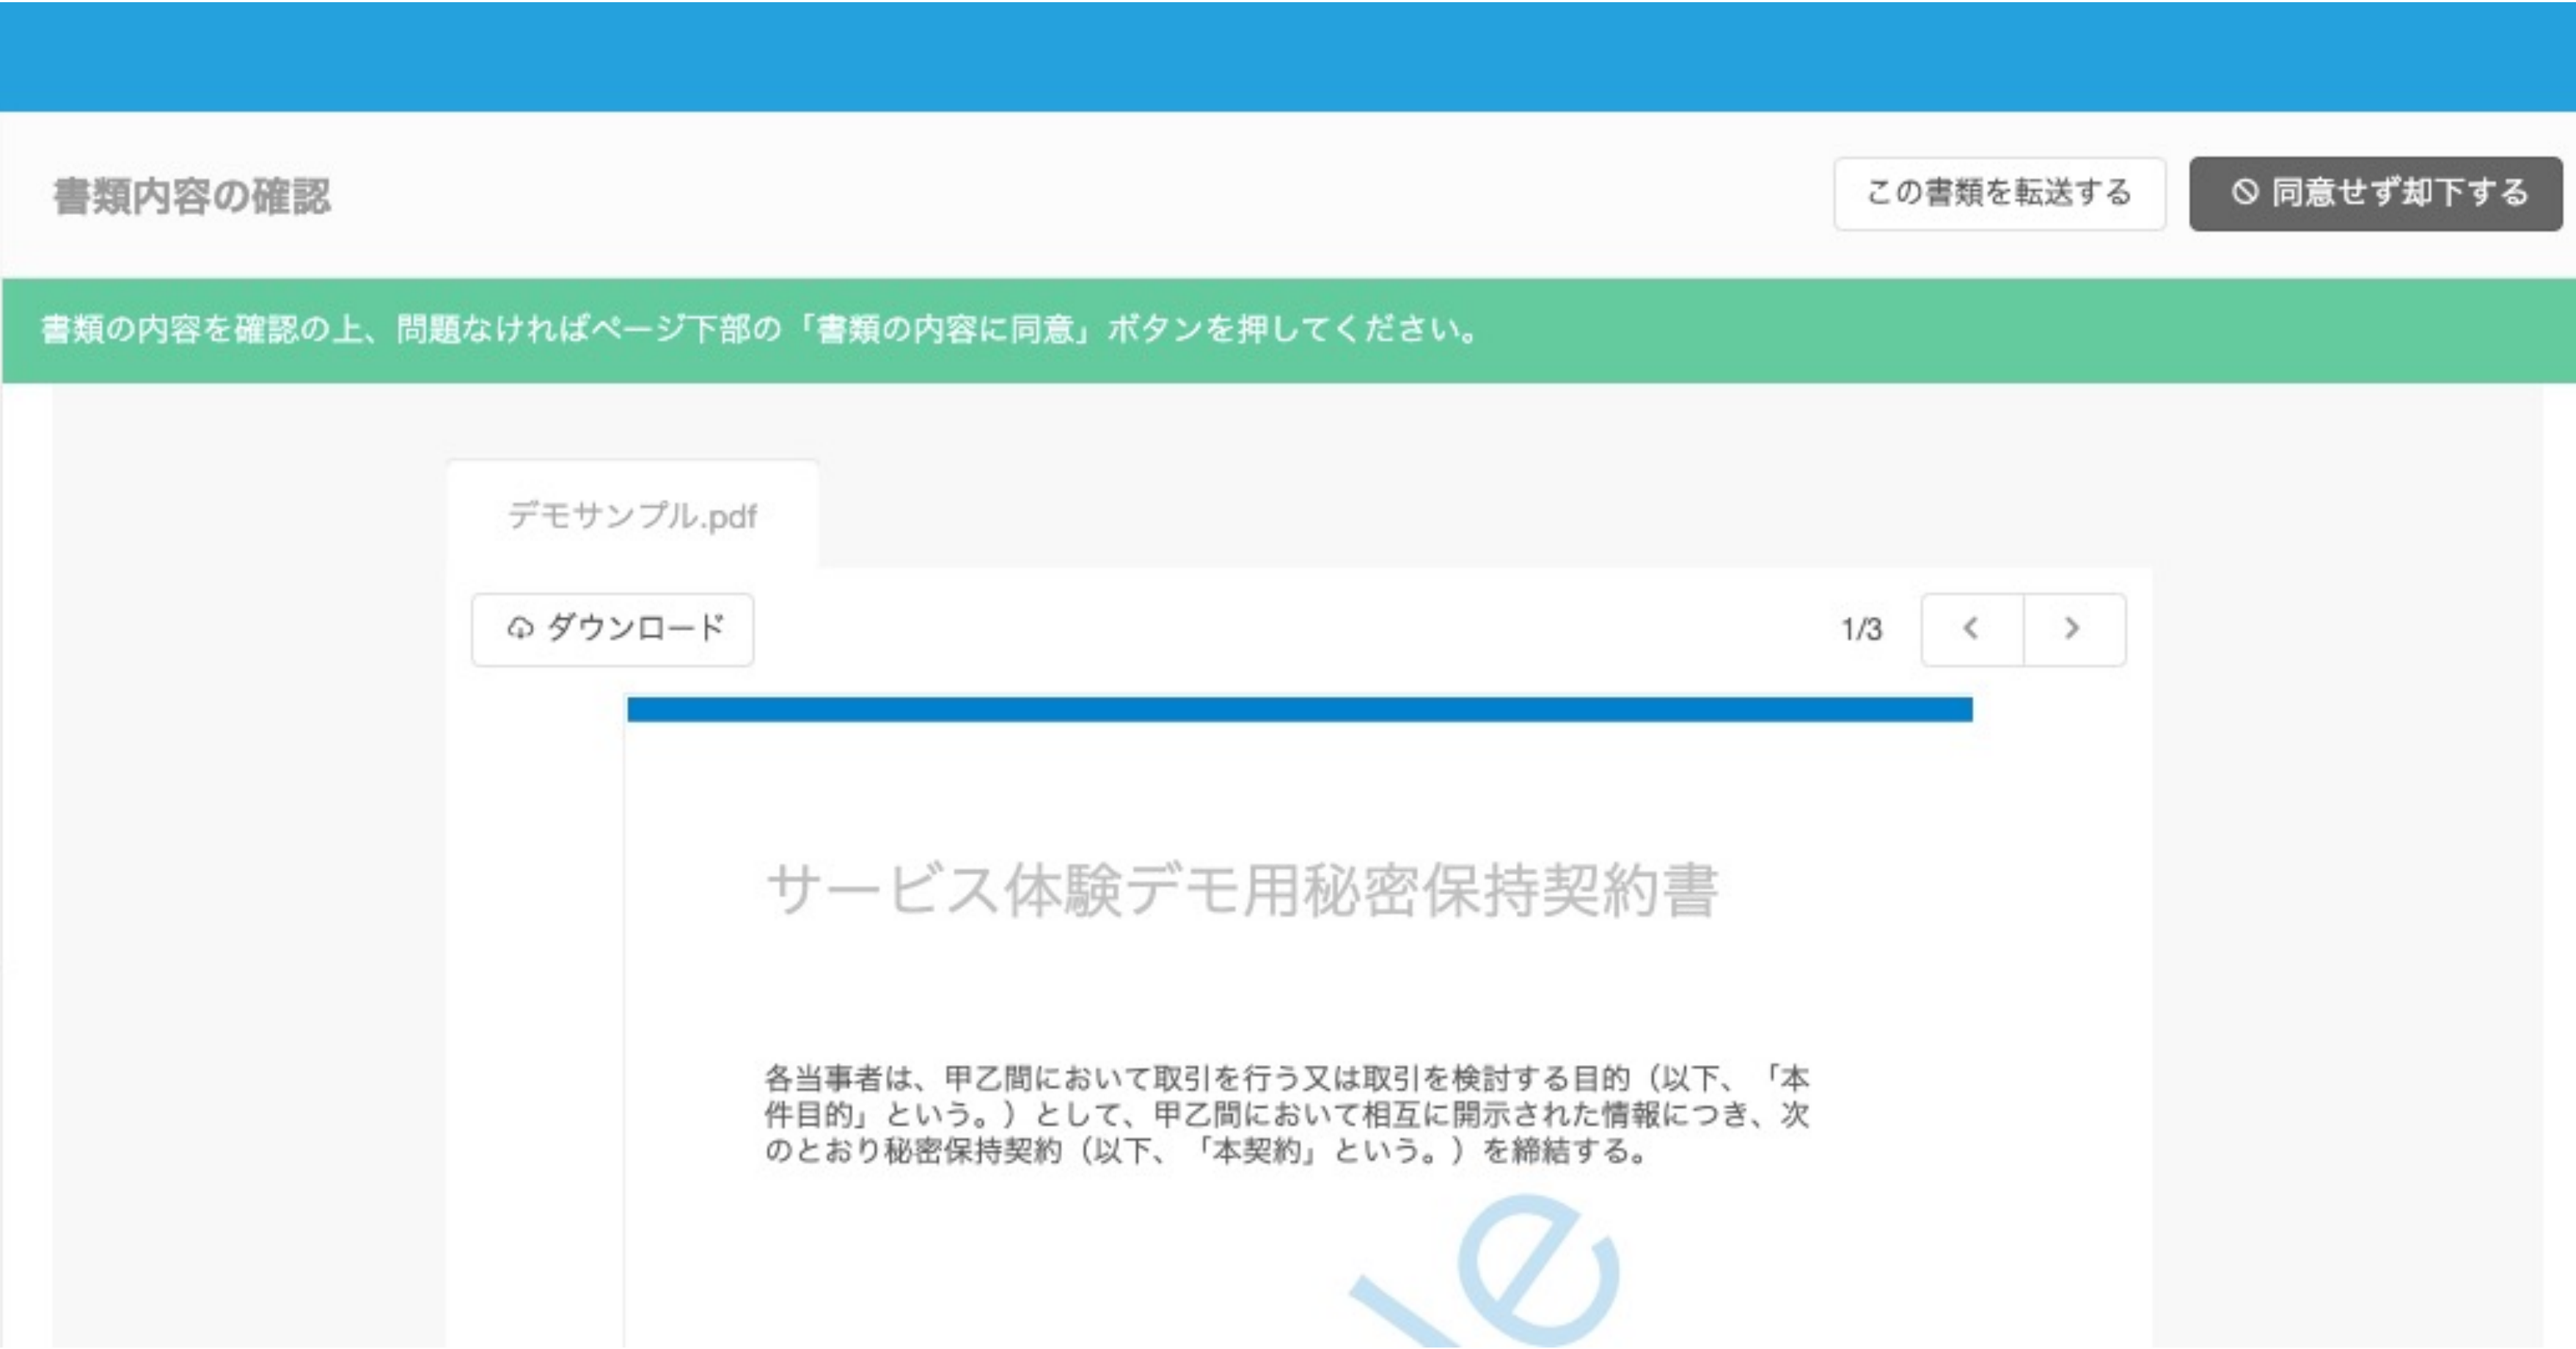 書類内容の確認
この書類を転送する
同意せず却下する
書類の内容を確認の上、問題なければページ下部の「書類の内容に同意」ボタンを押してください。
デモサンプル.pdf
ダウンロード
1/3
サービス体験デモ用秘密保持契約書
各当事者は、甲乙間において取引を行う又は取引を検討する目的（以下、「本
件目的」という。）として、甲乙間において相互に開示された情報につき、次
のとおり秘密保持契約（以下、「本契約」という。）を締結する。
le